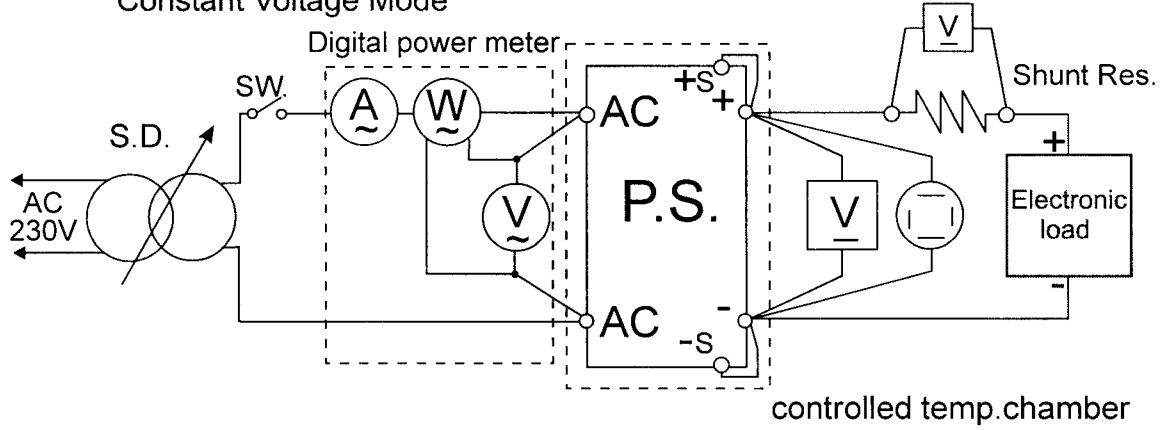 Constant Voltage Mode
Digital power meter
SW.
S.D.
AC
230V
A
~
W
~
V
~
AC
AC
P.S.
+S
+
-
-S
V
V
Shunt Res.
+
Electronic
load
-
controlled temp.chamber